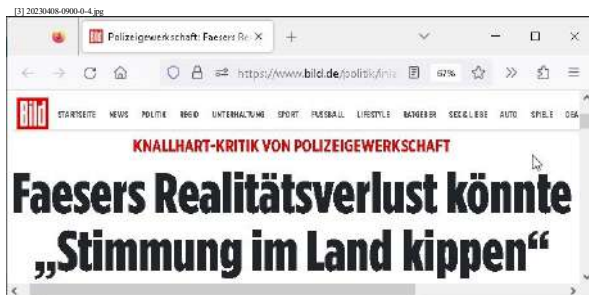 [3] 20230408-0900-0-4.jpg
Polizeigewerkschaft: Faesers Re
https://www.bild.de/politik/inla
67%
Bild
STARTSEITE NEWS POLITIK REGIO UNTERHALTUNG SPORT FUSSBALL LIFESTYLE RATGEBER SEX & LIEBE AUTO SPIELE DEA
KNALLHART-KRITIK VON POLIZEIGEWERKSCHAFT
Faesers Realitätsverlust könnte
„Stimmung im Land kippen“